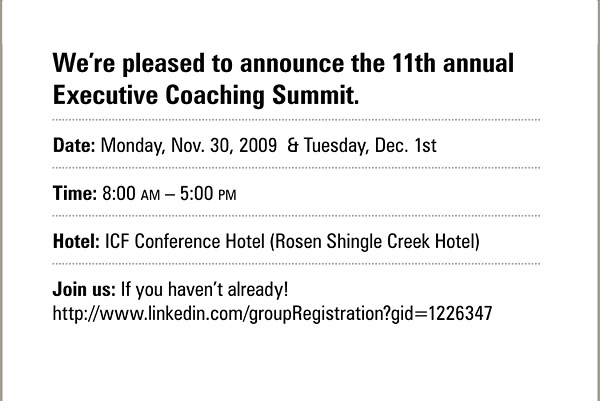 We're pleased to announce the 11th annual
Executive Coaching Summit.
Date: Monday, Nov. 30, 2009  & Tuesday, Dec. 1st
Time: 8:00 AM – 5:00 PM
Hotel: ICF Conference Hotel (Rosen Shingle Creek Hotel)
Join us: If you haven't already!
http://www.linkedin.com/groupRegistration?gid=1226347